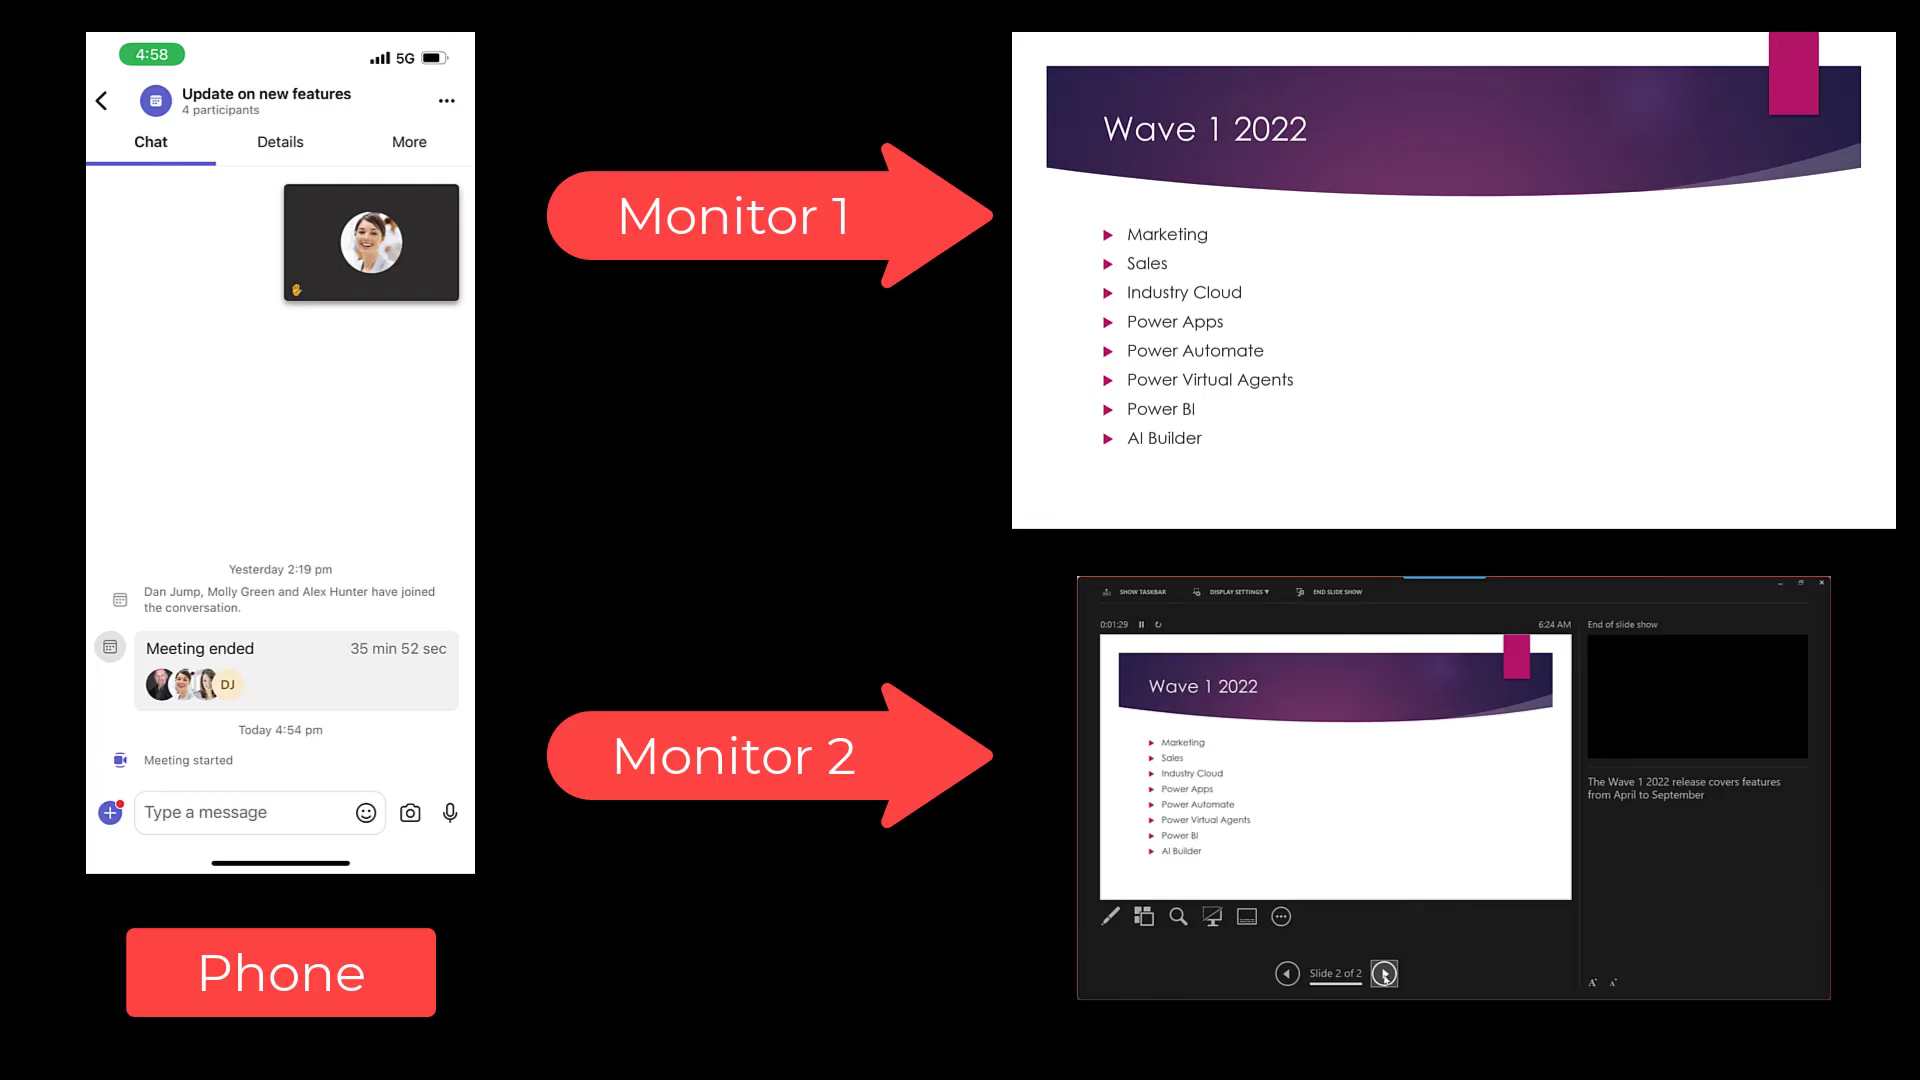 4:58
5G
Update on new features
4 participants
Chat
Details
More
Yesterday 2:19 pm
Dan Jump, Molly Green and Alex Hunter have joined
the conversation.
Meeting ended
35 min 52 sec
DJ
Today 4:54 pm
Meeting started
Type a message
Phone
Monitor 1
Monitor 2
Wave 1 2022
Marketing
Sales
Industry Cloud
Power Apps
Power Automate
Power Virtual Agents
Power BI
AI Builder
SHOW TASKBAR
DISPLAY SETTINGS
END SLIDE SHOW
0:01:29
6:24 AM
Wave 1 2022
Marketing
Sales
Industry Cloud
Power Apps
Power Automate
Power Virtual Agents
Power BI
AI Builder
Slide 2 of 2
End of slide show
The Wave 1 2022 release covers features
from April to September
A A